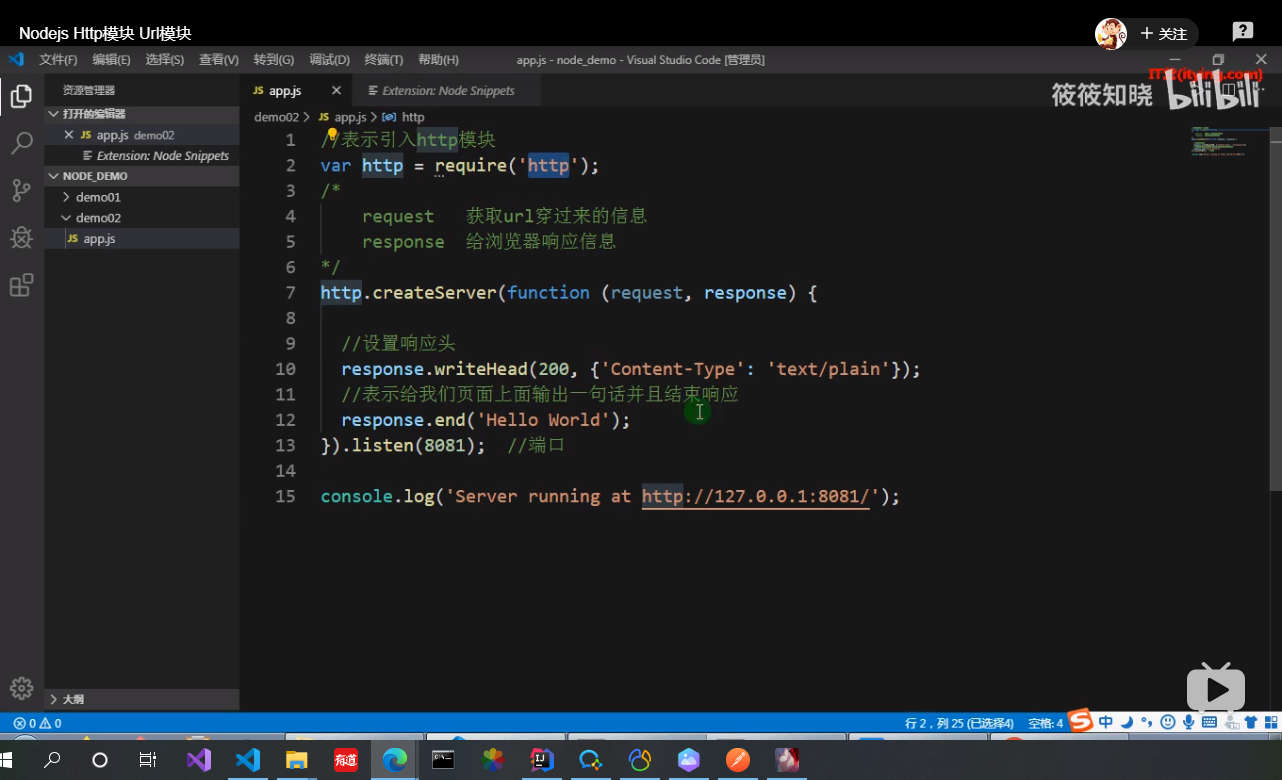 Nodejs Http模块 Url模块
+ 关注
文件(F) 编辑(E) 选择(S) 查看(V) 转到(G) 调试(D) 终端(T) 帮助(H) app.js - node_demo - Visual Studio Code [管理员]
(itying.com)
筱筱知晓 bilibili
资源管理器
打开的编辑器
JS app.js demo02
Extension: Node Snippets
NODE_DEMO
demo01
demo02
JS app.js
大纲
JS app.js Extension: Node Snippets
demo02 > JS app.js > http
1 //表示引入http模块
2 var http = require('http');
3 /*
4 request 获取url穿过来的信息
5 response 给浏览器响应信息
6 */
7 http.createServer(function (request, response) {
8
9 //设置响应头
10 response.writeHead(200, {'Content-Type': 'text/plain'});
11 //表示给我们页面上面输出一句话并且结束响应
12 response.end('Hello World');
13 }).listen(8081); //端口
14
15 console.log('Server running at http://127.0.0.1:8081/');
0 0 行 2，列 25 (已选择4) 空格: 4 中
有道